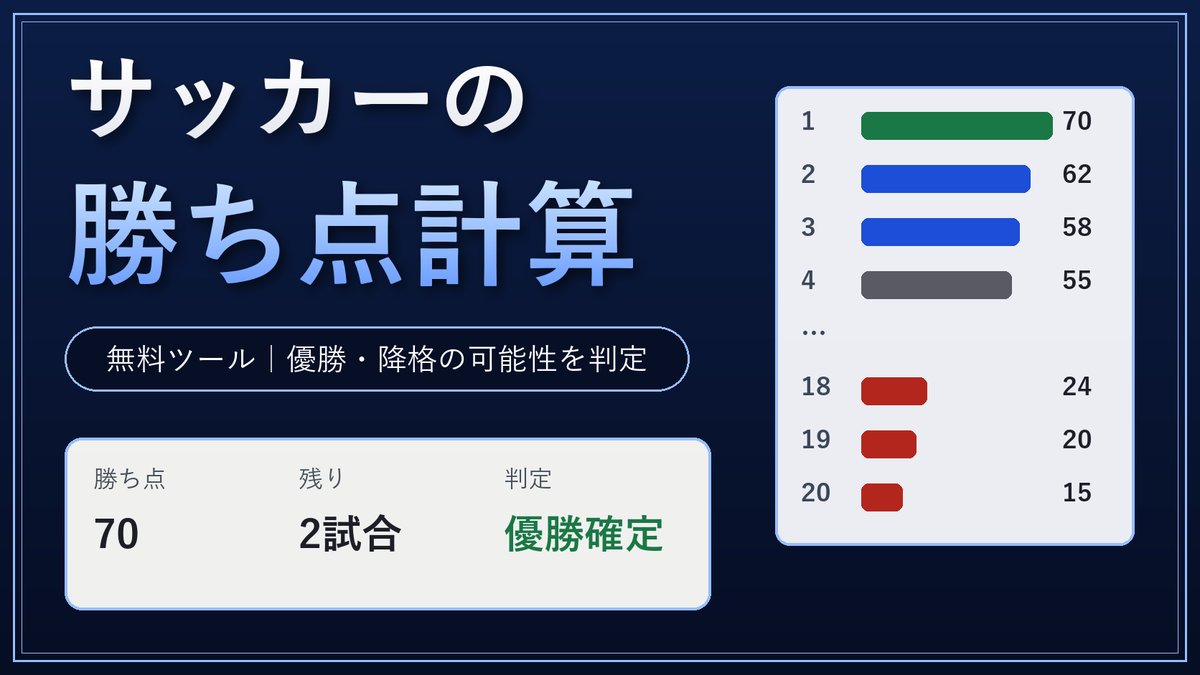 サッカーの
勝ち点計算
無料ツール｜優勝・降格の可能性を判定
勝ち点 残り 判定
70 2試合 優勝確定
1 70
2 62
3 58
4 55
…
18 24
19 20
20 15